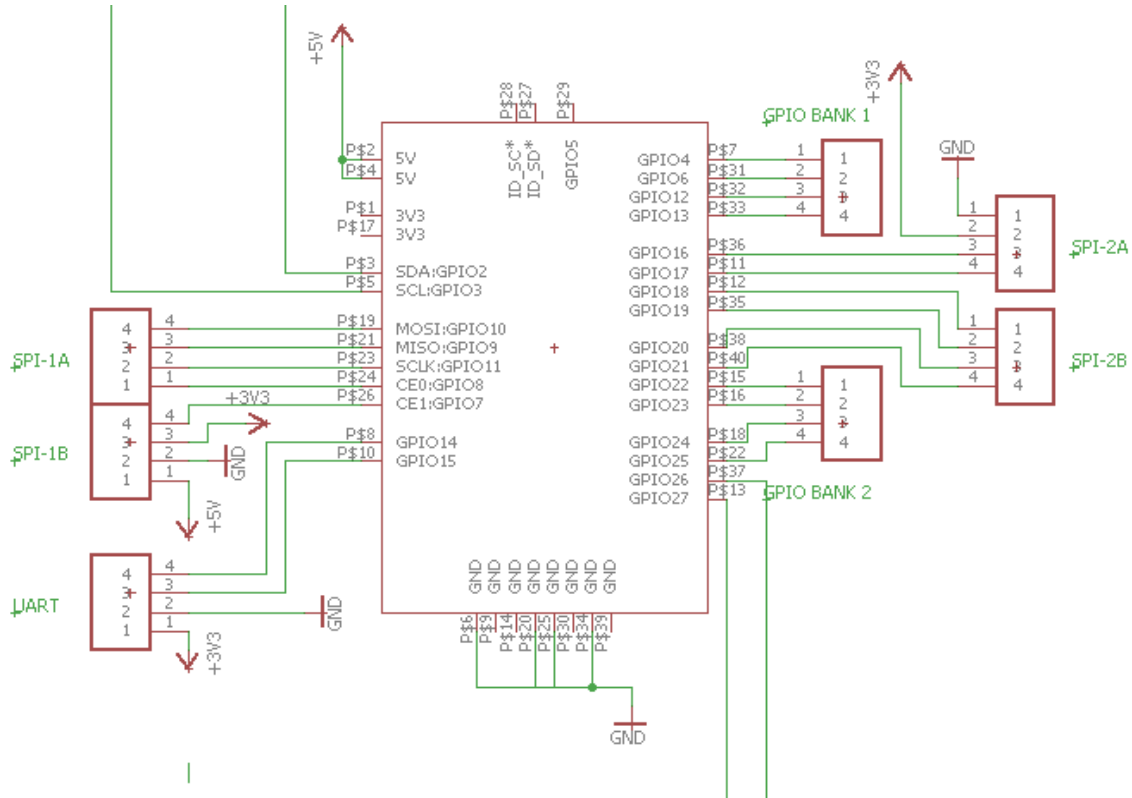 +5V
P$28
P$27
P$29
ID_SC*
ID_SD*
GPIO5
P$2 5V
P$4 5V
P$1 3V3
P$17 3V3
P$3 SDA:GPIO2
P$5 SCL:GPIO3
P$19 MOSI:GPIO10
P$21 MISO:GPIO9
P$23 SCLK:GPIO11
P$24 CE0:GPIO8
P$26 CE1:GPIO7
P$8 GPIO14
P$10 GPIO15
SPI-1A
4 4
3 3
2 2
1 1
SPI-1B
4 4
3 3
2 2
1 1
+3V3
GND
+5V
UART
4 4
3 3
2 2
1 1
GND
+3V3
GPIO4 P$7
GPIO6 P$31
GPIO12 P$32
GPIO13 P$33
GPIO16 P$36
GPIO17 P$11
GPIO18 P$12
GPIO19 P$35
GPIO20 P$38
GPIO21 P$40
GPIO22 P$15
GPIO23 P$16
GPIO24 P$18
GPIO25 P$22
GPIO26 P$37
GPIO27 P$13
GPIO BANK 1
1 1
2 2
3 3
4 4
+3V3
GND
1 1
2 2
3 3
4 4
SPI-2A
1 1
2 2
3 3
4 4
SPI-2B
1 1
2 2
3 3
4 4
GPIO BANK 2
GND
GND
GND
GND
GND
GND
GND
GND
P$6
P$9
P$14
P$20
P$25
P$30
P$34
P$39
GND